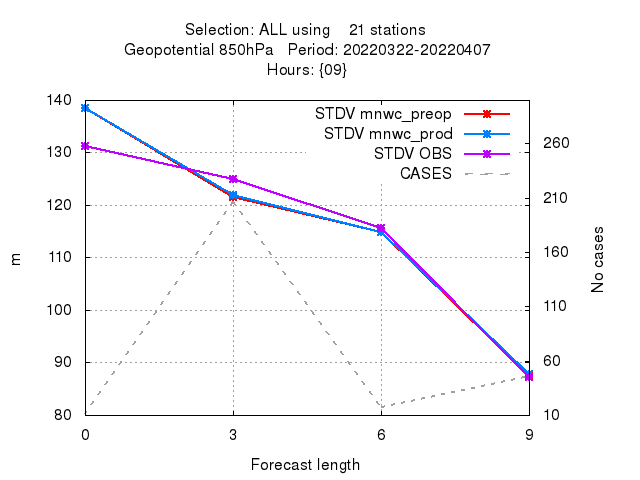 Selection: ALL using 21 stations
Geopotential 850hPa Period: 20220322-20220407
Hours: {09}
STDV mnwc_preop
STDV mnwc_prod
STDV OBS
CASES
140
130
120
110
100
90
80
260
210
160
110
60
10
m
No cases
0 3 6 9
Forecast length